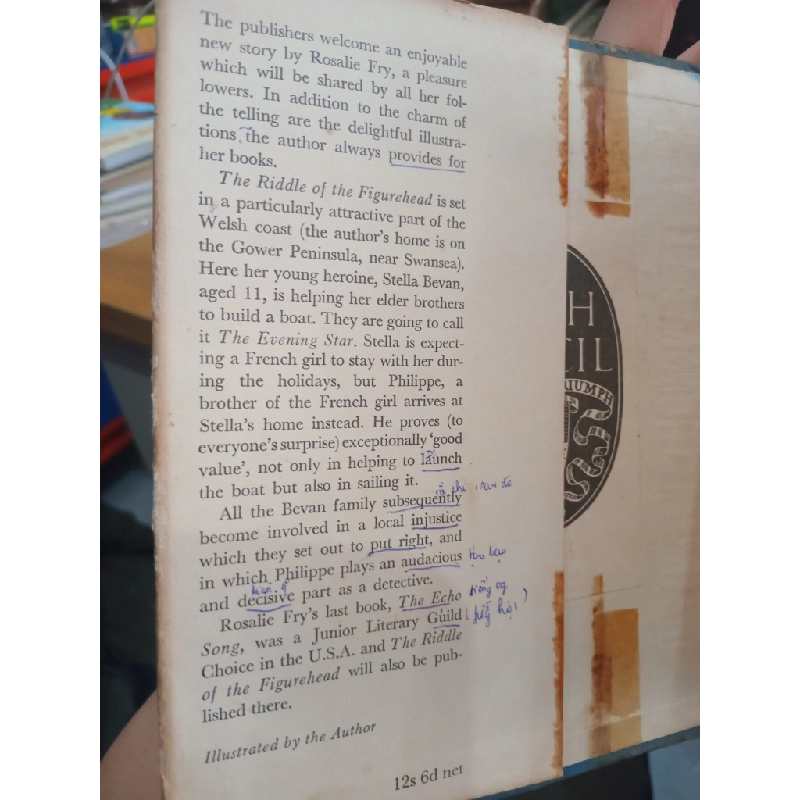 The publishers welcome an enjoyable
new story by Rosalie Fry, a pleasure
which will be shared by all her fol-
lowers. In addition to the charm of
the telling are the delightful illustra-
tions the author always provides for
her books.
The Riddle of the Figurehead is set
in a particularly attractive part of the
Welsh coast (the author's home is on
the Gower Peninsula, near Swansea).
Here her young heroine, Stella Bevan,
aged 11, is helping her elder brothers
to build a boat. They are going to call
it The Evening Star. Stella is expect-
ing a French girl to stay with her dur-
ing the holidays, but Philippe, a
brother of the French girl arrives at
Stella's home instead. He proves (to
everyone's surprise) exceptionally 'good
value', not only in helping to launch
the boat but also in sailing it.
All the Bevan family subsequently
become involved in a local injustice
which they set out to put right, and
in which Philippe plays an audacious
and decisive part as a detective.
Rosalie Fry's last book, The Echo
Song, was a Junior Literary Guild
Choice in the U.S.A. and The Riddle
of the Figurehead will also be pub-
lished there.
Illustrated by the Author
12s 6d net
H
CIL
RIUMPH